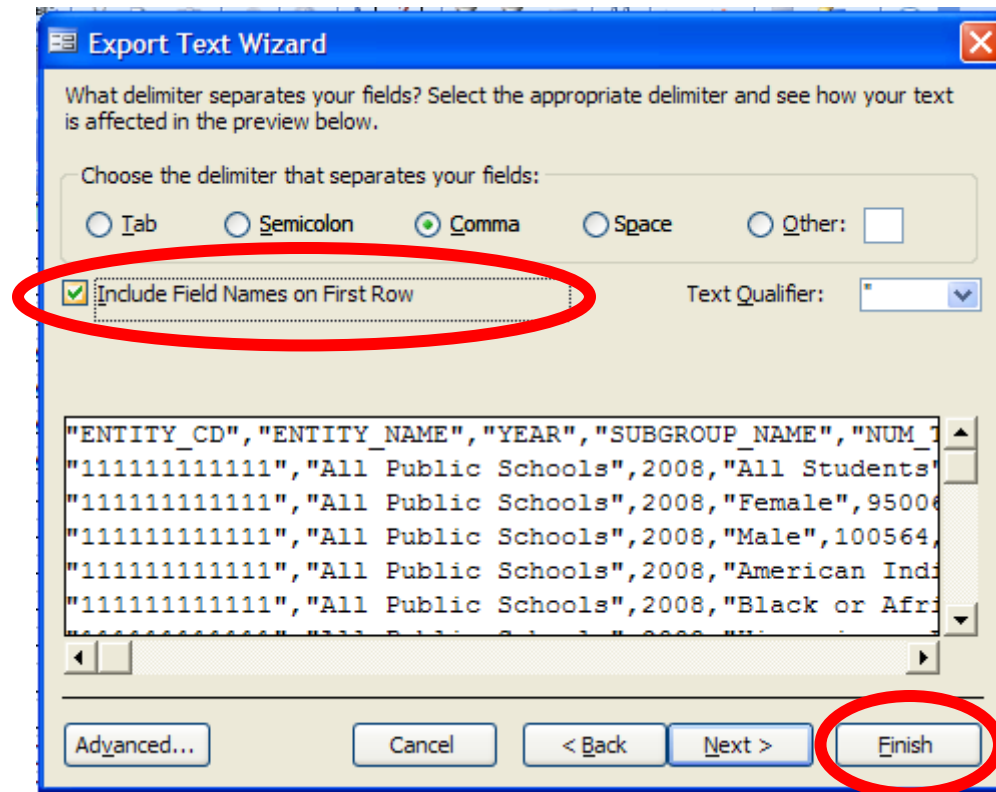 Export Text Wizard
What delimiter separates your fields? Select the appropriate delimiter and see how your text
is affected in the preview below.
Choose the delimiter that separates your fields:
Tab Semicolon Comma Space Other:
Include Field Names on First Row Text Qualifier: "
"ENTITY_CD","ENTITY_NAME","YEAR","SUBGROUP_NAME","NUM_
"111111111111","All Public Schools",2008,"All Students"
"111111111111","All Public Schools",2008,"Female",95006
"111111111111","All Public Schools",2008,"Male",100564,
"111111111111","All Public Schools",2008,"American Indi
"111111111111","All Public Schools",2008,"Black or Afri
Advanced... Cancel < Back Next > Finish